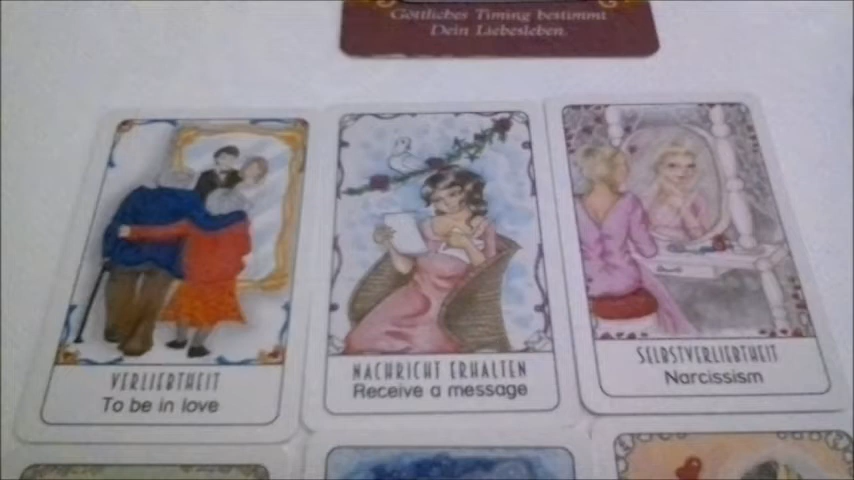 Göttliches Timing bestimmt
Dein Liebesleben.
VERLIEBTHEIT
To be in love
NACHRICHT ERHALTEN
Receive a message
SELBSTVERLIEBTHEIT
Narcissism